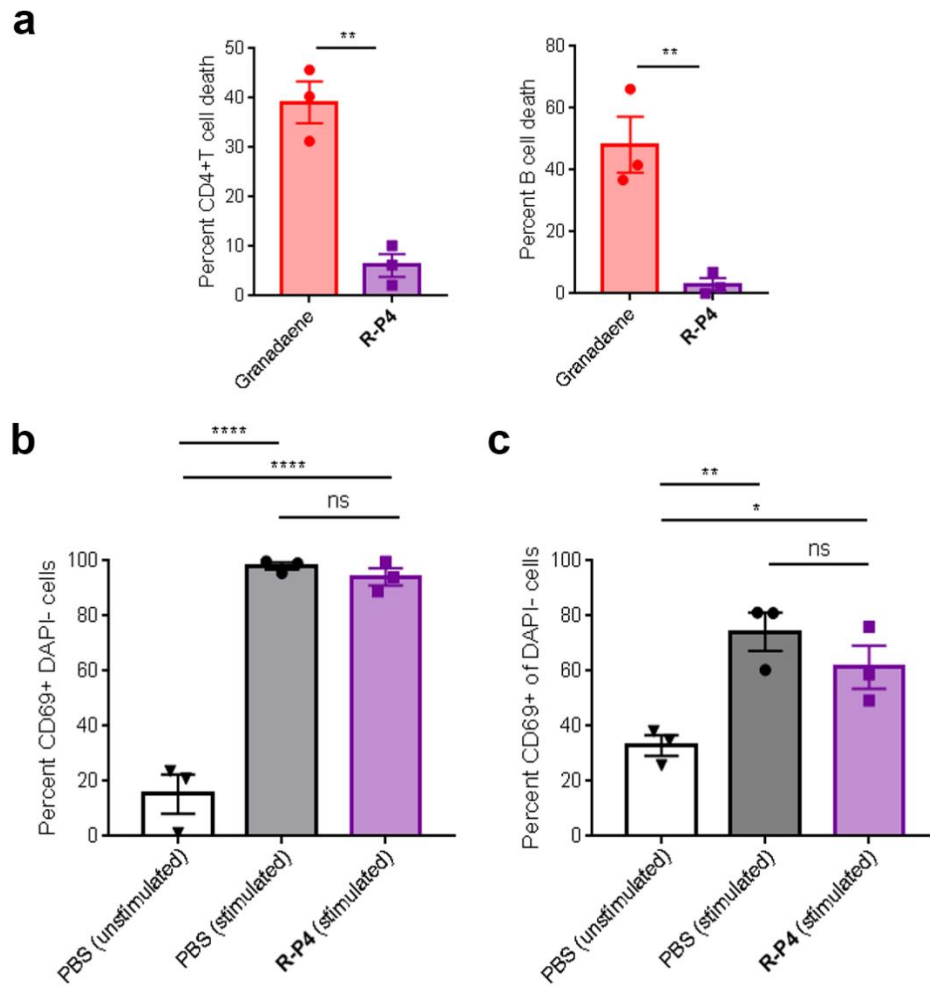 a
50
40
30
20
10
0
Percent CD4+T cell death
**
Granadaene
R-P4
80
60
40
20
0
Percent B cell death
**
Granadaene
R-P4
b
****
****
ns
100
80
60
40
20
0
Percent CD69+ DAPI- cells
PBS (unstimulated)
PBS (stimulated)
R-P4 (stimulated)
c
**
*
ns
100
80
60
40
20
0
Percent CD69+ of DAPI- cells
PBS (unstimulated)
PBS (stimulated)
R-P4 (stimulated)